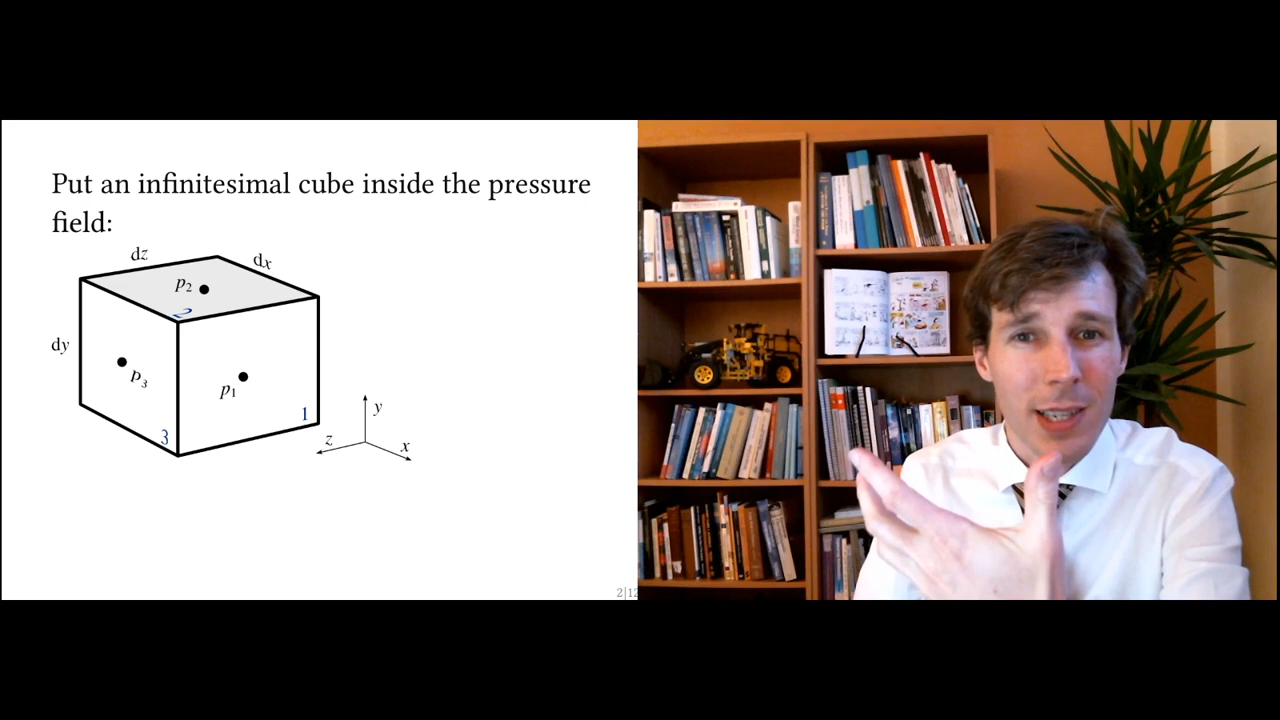 Put an infinitesimal cube inside the pressure
field:
dz
dx
p2
2
dy
p3
p1
1
3
y
z
x
2|12